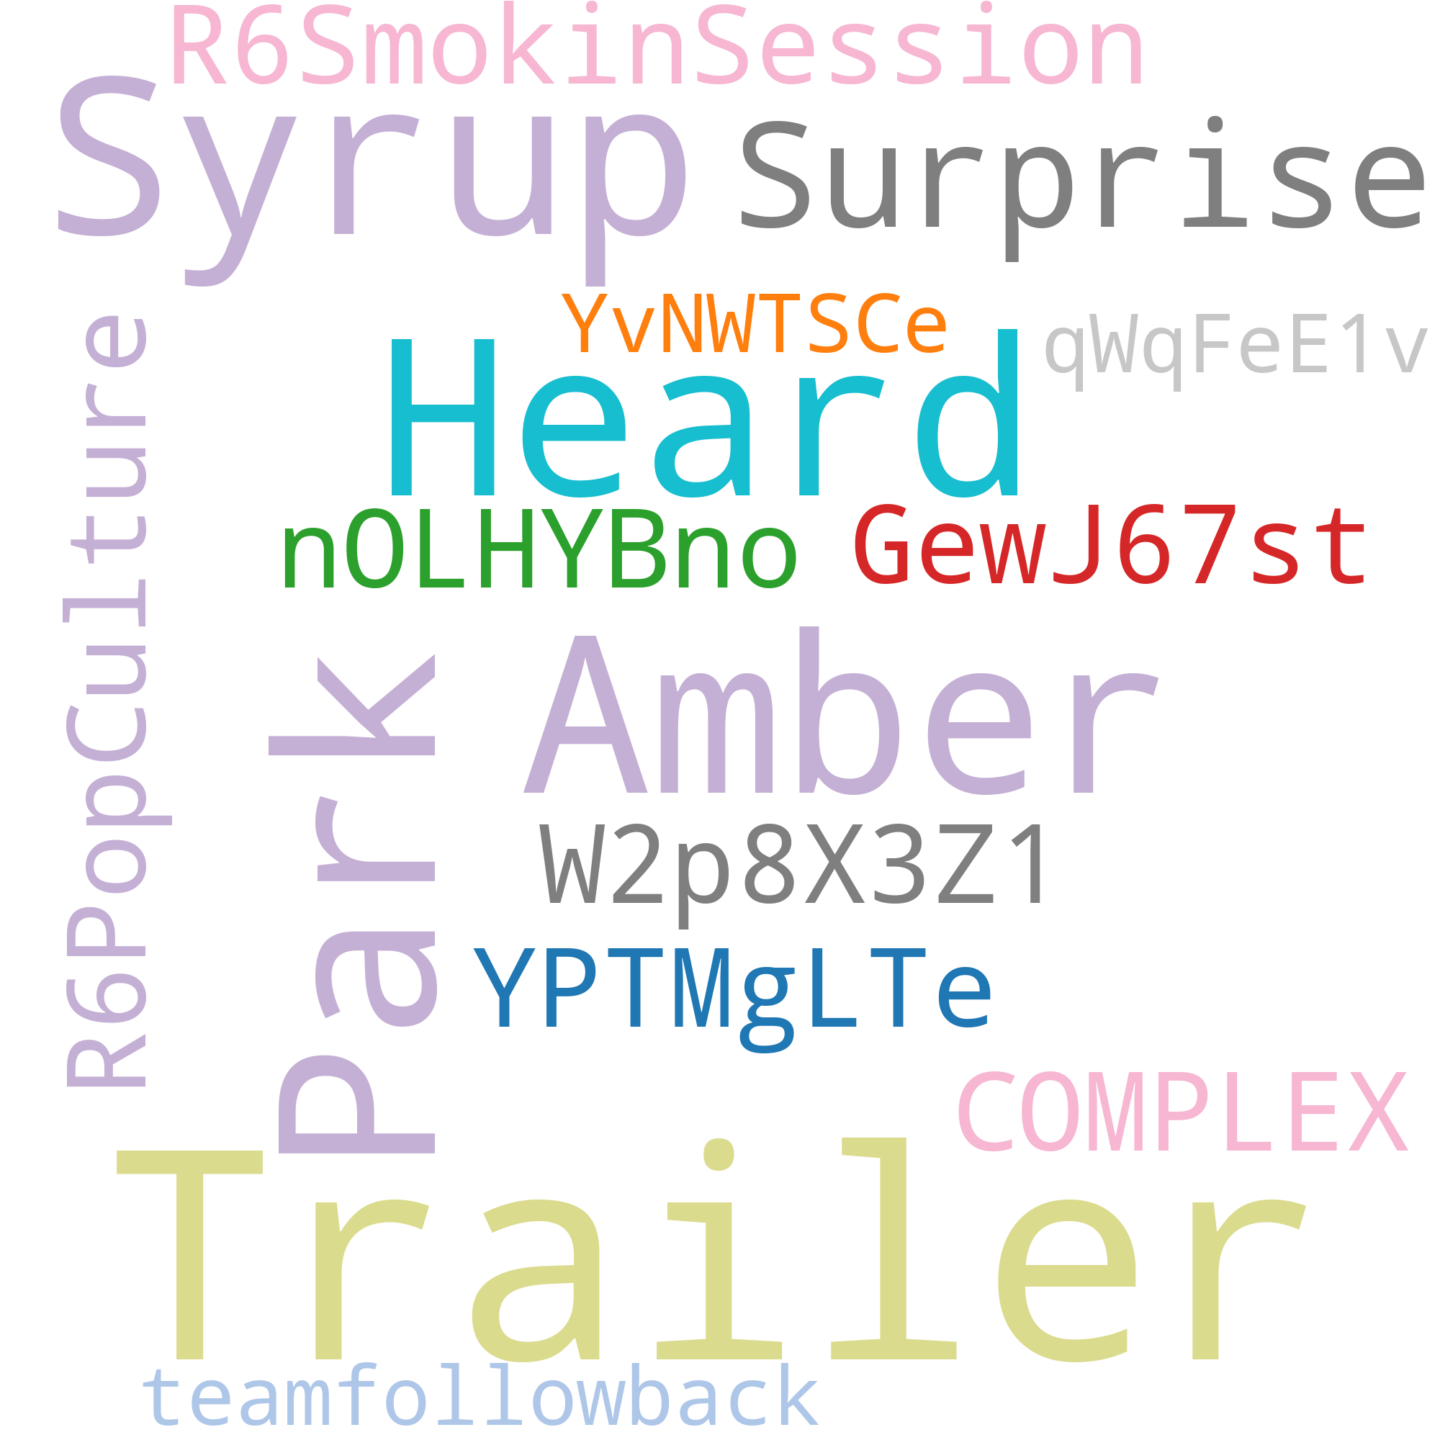 R6SmokinSession
Syrup
Surprise
YvNWTSCe
qWqFeE1v
Heard
R6PopCulture
nOLHYBno
GewJ67st
Park
Amber
W2p8X3Z1
YPTMgLTe
COMPLEX
Trailer
teamfollowback